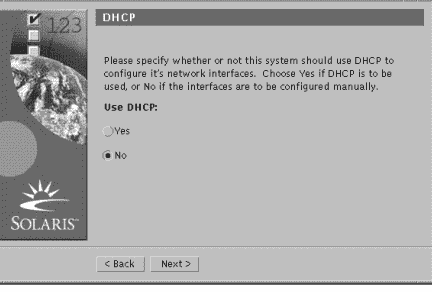 DHCP
123
Please specify whether or not this system should use DHCP to
configure it's network interfaces. Choose Yes if DHCP is to be
used, or No if the interfaces are to be configured manually.
Use DHCP:
Yes
No
SOLARIS™
< Back
Next >